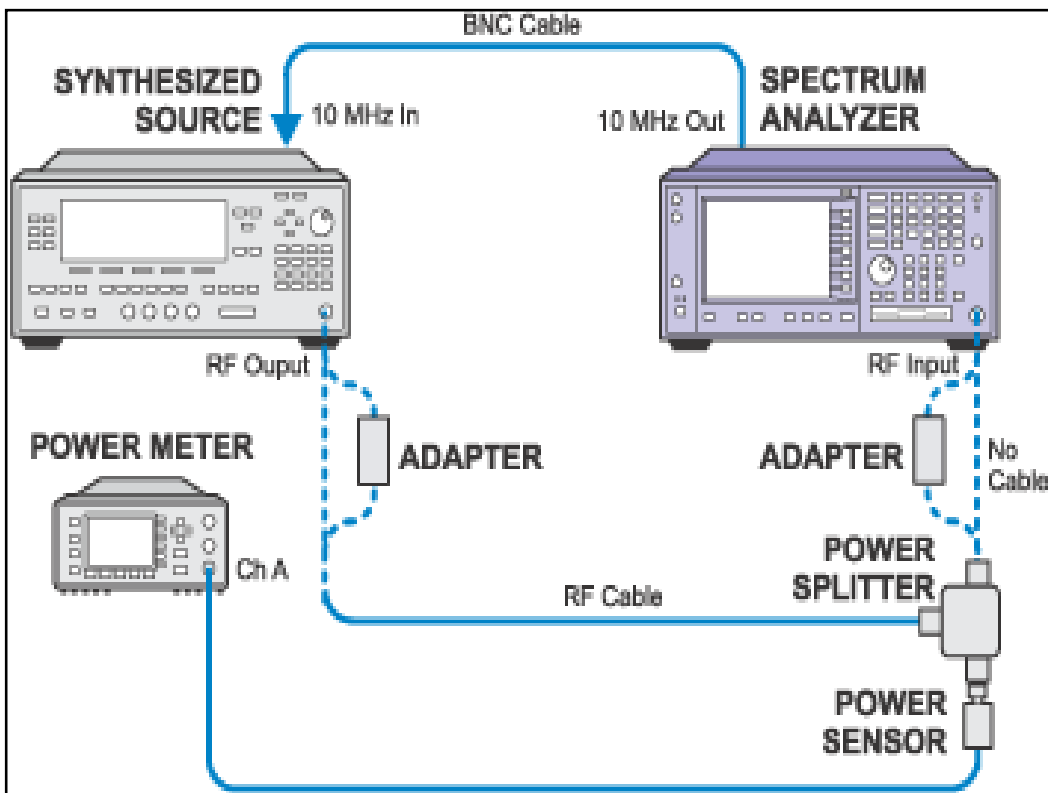 BNC Cable
SYNTHESIZED
SOURCE
10 MHz In
10 MHz Out
SPECTRUM
ANALYZER
RF Ouput
RF Input
POWER METER
ADAPTER
ADAPTER
No
Cable
Ch A
RF Cable
POWER
SPLITTER
POWER
SENSOR